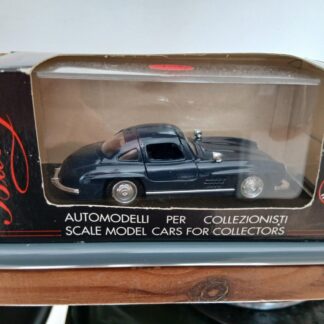 AUTOMODELLI PER COLLEZIONISTI
SCALE MODEL CARS FOR COLLECTORS